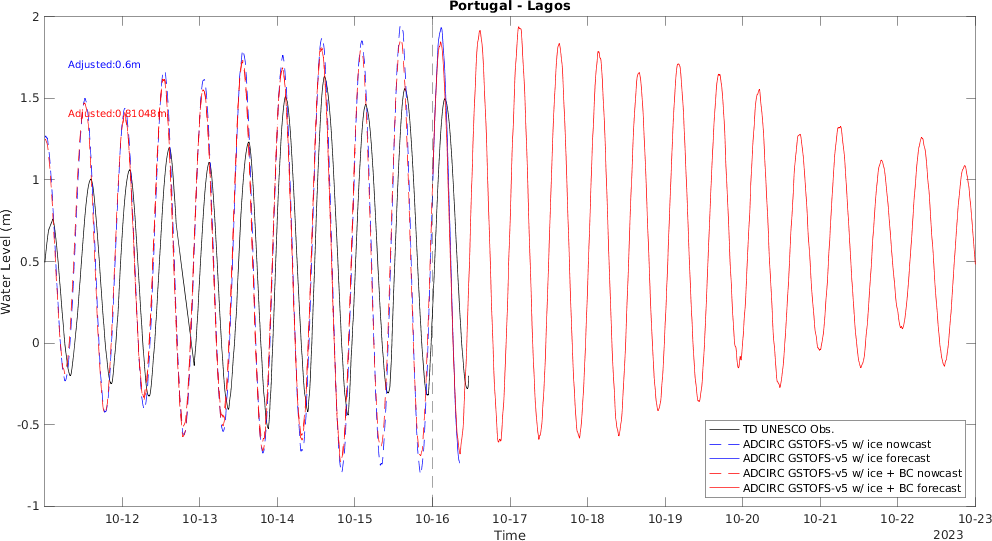 Portugal - Lagos
2
Adjusted:0.6m
1.5
Adjusted:0.81048m
1
0.5
0
-0.5
-1
Water Level (m)
TD UNESCO Obs.
ADCIRC GSTOFS-v5 w/ ice nowcast
ADCIRC GSTOFS-v5 w/ ice forecast
ADCIRC GSTOFS-v5 w/ ice + BC nowcast
ADCIRC GSTOFS-v5 w/ ice + BC forecast
10-12 10-13 10-14 10-15 10-16 10-17 10-18 10-19 10-20 10-21 10-22 10-23
Time
2023